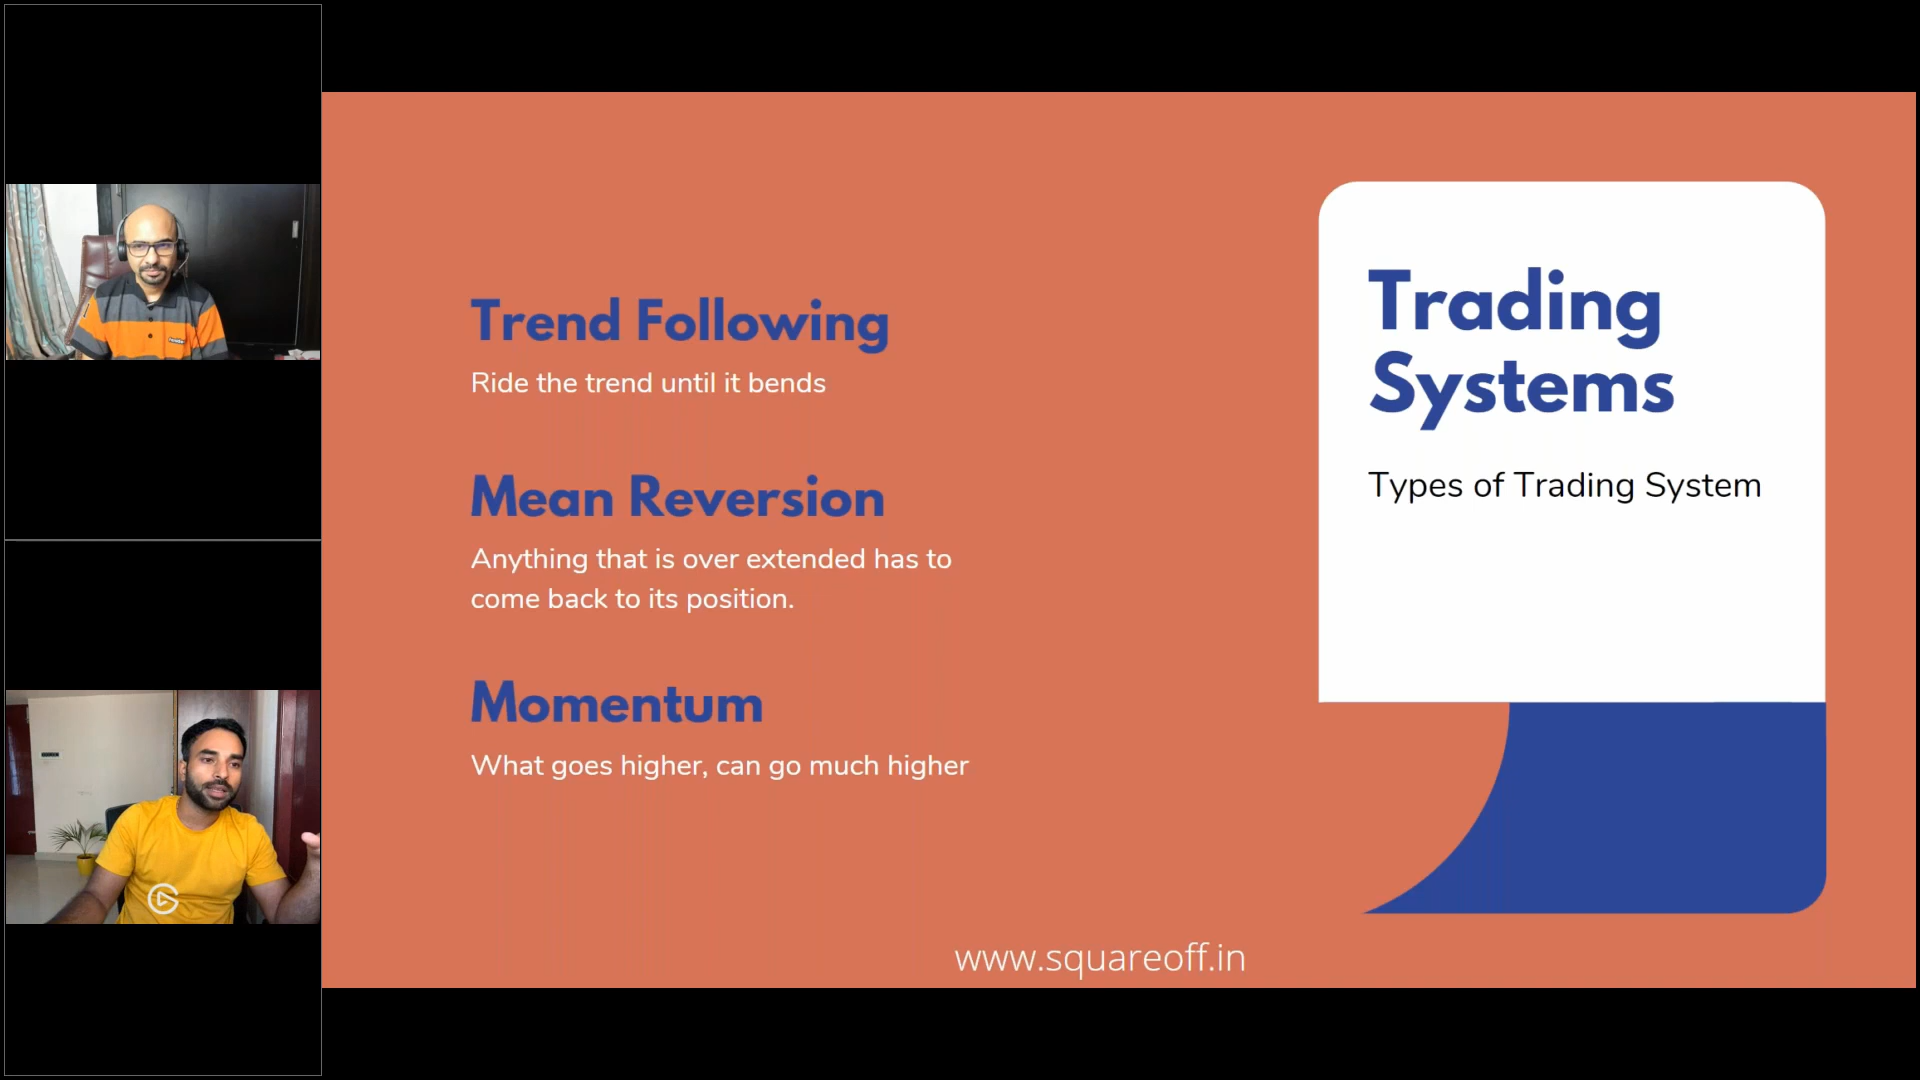 Trend Following
Ride the trend until it bends
Mean Reversion
Anything that is over extended has to
come back to its position.
Momentum
What goes higher, can go much higher
Trading
Systems
Types of Trading System
www.squareoff.in